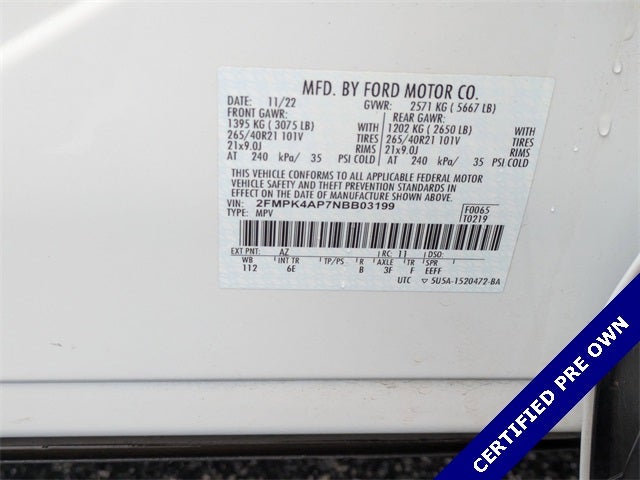 MFD. BY FORD MOTOR CO.
DATE: 11/22 GVWR: 2571 KG ( 5667 LB)
FRONT GAWR: REAR GAWR:
1395 KG ( 3075 LB) WITH 1202 KG ( 2650 LB) WITH
265/40R21 101V TIRES 265/40R21 101V TIRES
21x9.0J RIMS 21x9.0J RIMS
AT 240 kPa/ 35 PSI COLD AT 240 kPa/ 35 PSI COLD
THIS VEHICLE CONFORMS TO ALL APPLICABLE FEDERAL MOTOR
VEHICLE SAFETY AND THEFT PREVENTION STANDARDS IN
EFFECT ON THE DATE OF MANUFACTURE SHOWN ABOVE.
VIN: 2FMPK4AP7NBB03199 F0065
TYPE: MPV T0219
EXT PNT: AZ RC: 11 DSO:
WB INT TR TP/PS R AXLE TR SPR
112 6E B 3F F EEFF
UTC ▽ 5U5A-1520472-BA
CERTIFIED PRE OWN